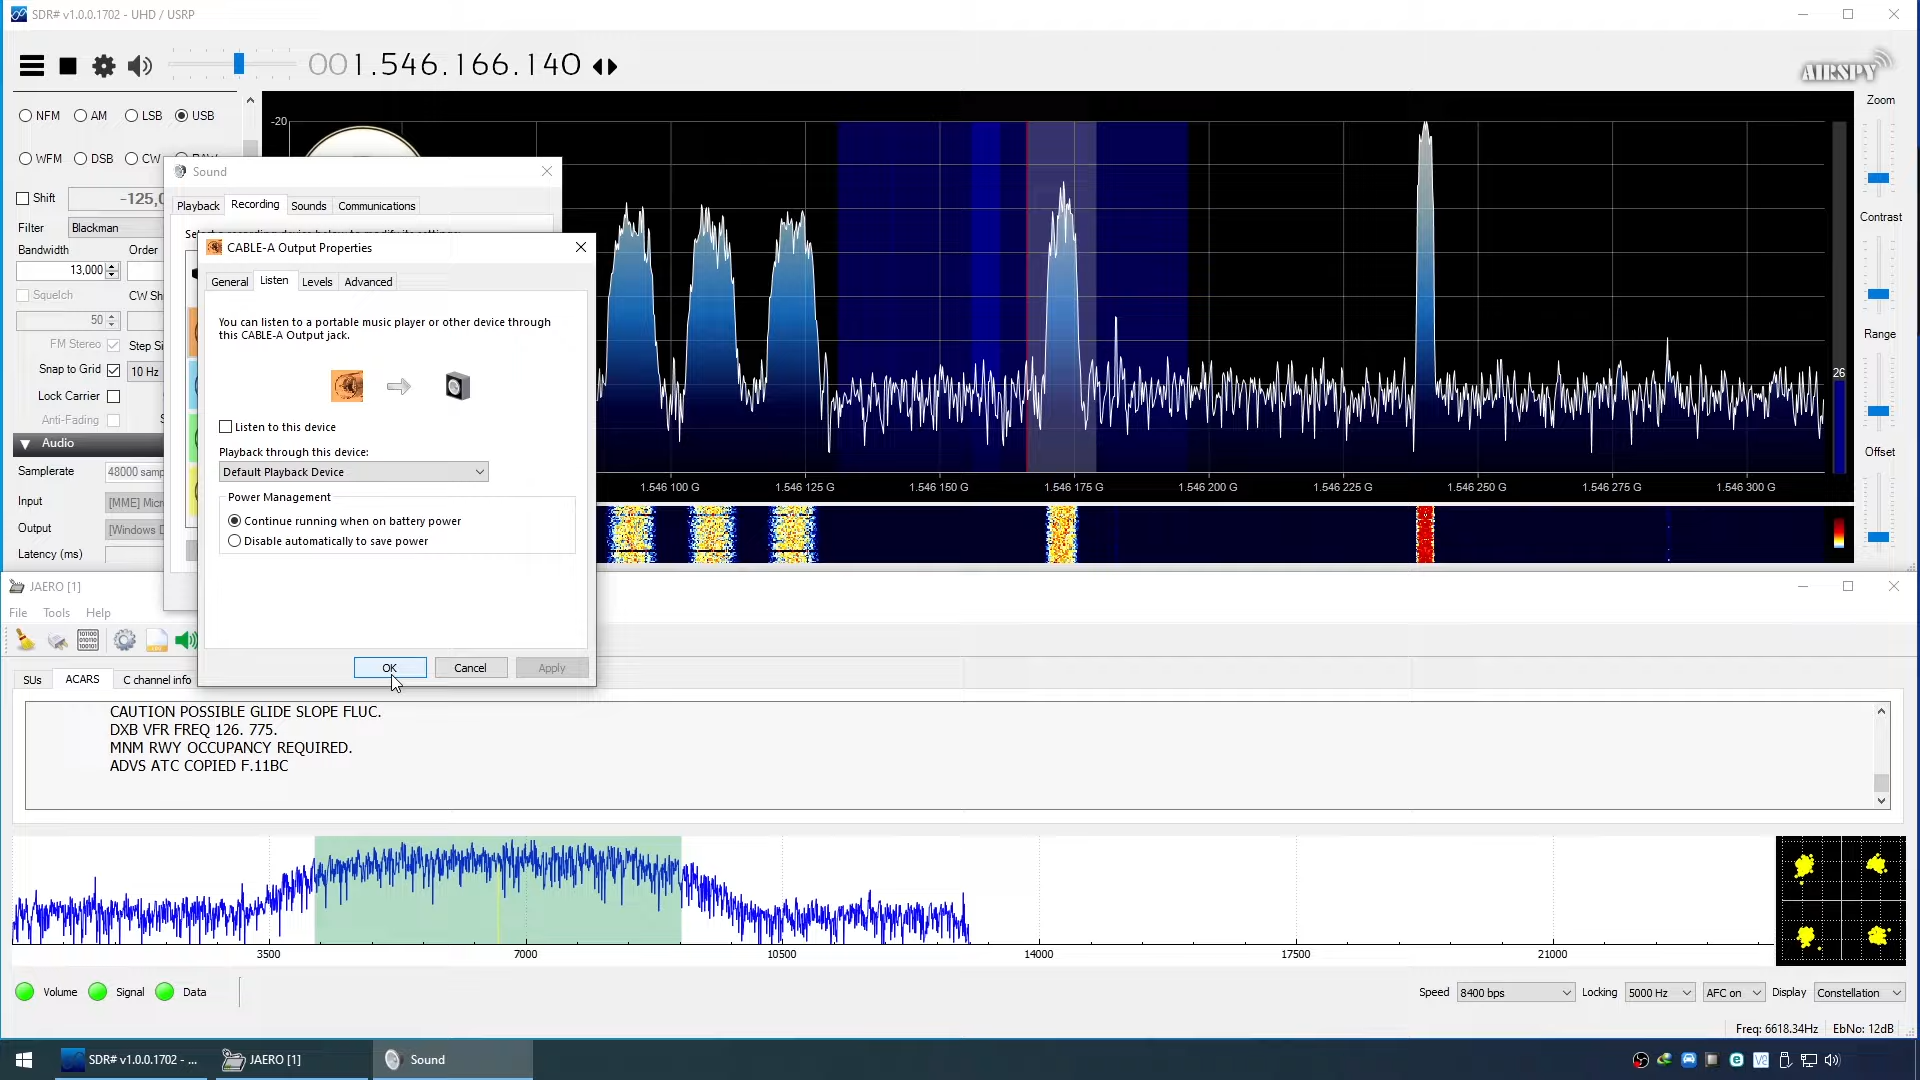 SDR# v1.0.0.1702 - UHD / USRP
001.546.166.140
AIRSPY
NFM AM LSB USB
WFM DSB CW RAW
Shift -125,0
Filter Blackman
Bandwidth Order
13,000
Squelch CW Sh
50
FM Stereo Step Si
Snap to Grid 10 Hz
Lock Carrier
Anti-Fading
Audio
Samplerate 48000 samp
Input [MME] Micr
Output [Windows D
Latency (ms)
Sound
Playback Recording Sounds Communications
Select a recording device below to modify its settings:
CABLE-A Output Properties
General Listen Levels Advanced
You can listen to a portable music player or other device through
this CABLE-A Output jack.
Listen to this device
Playback through this device:
Default Playback Device
Power Management
Continue running when on battery power
Disable automatically to save power
OK Cancel Apply
-20
26
1.546 100 G 1.546 125 G 1.546 150 G 1.546 175 G 1.546 200 G 1.546 225 G 1.546 250 G 1.546 275 G 1.546 300 G
Zoom
Contrast
Range
Offset
JAERO [1]
File Tools Help
SUs ACARS C channel info
CAUTION POSSIBLE GLIDE SLOPE FLUC.
DXB VFR FREQ 126. 775.
MNM RWY OCCUPANCY REQUIRED.
ADVS ATC COPIED F.11BC
3500 7000 10500 14000 17500 21000
Volume Signal Data
Speed 8400 bps Locking 5000 Hz AFC on Display Constellation
Freq: 6618.34Hz EbNo: 12dB
SDR# v1.0.0.1702 - ... JAERO [1] Sound